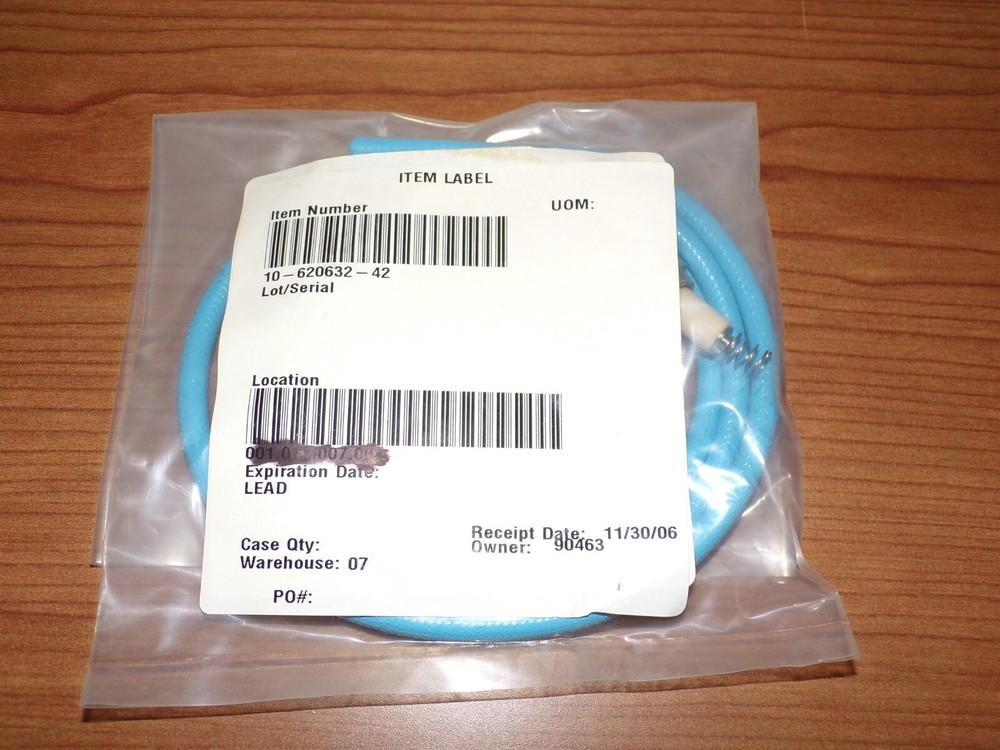 ITEM LABEL
Item Number
UOM:
10-620632-42
Lot/Serial
Location
Expiration Date:
LEAD
Receipt Date: 11/30/06
Case Qty:
Owner: 90463
Warehouse: 07
PO#: